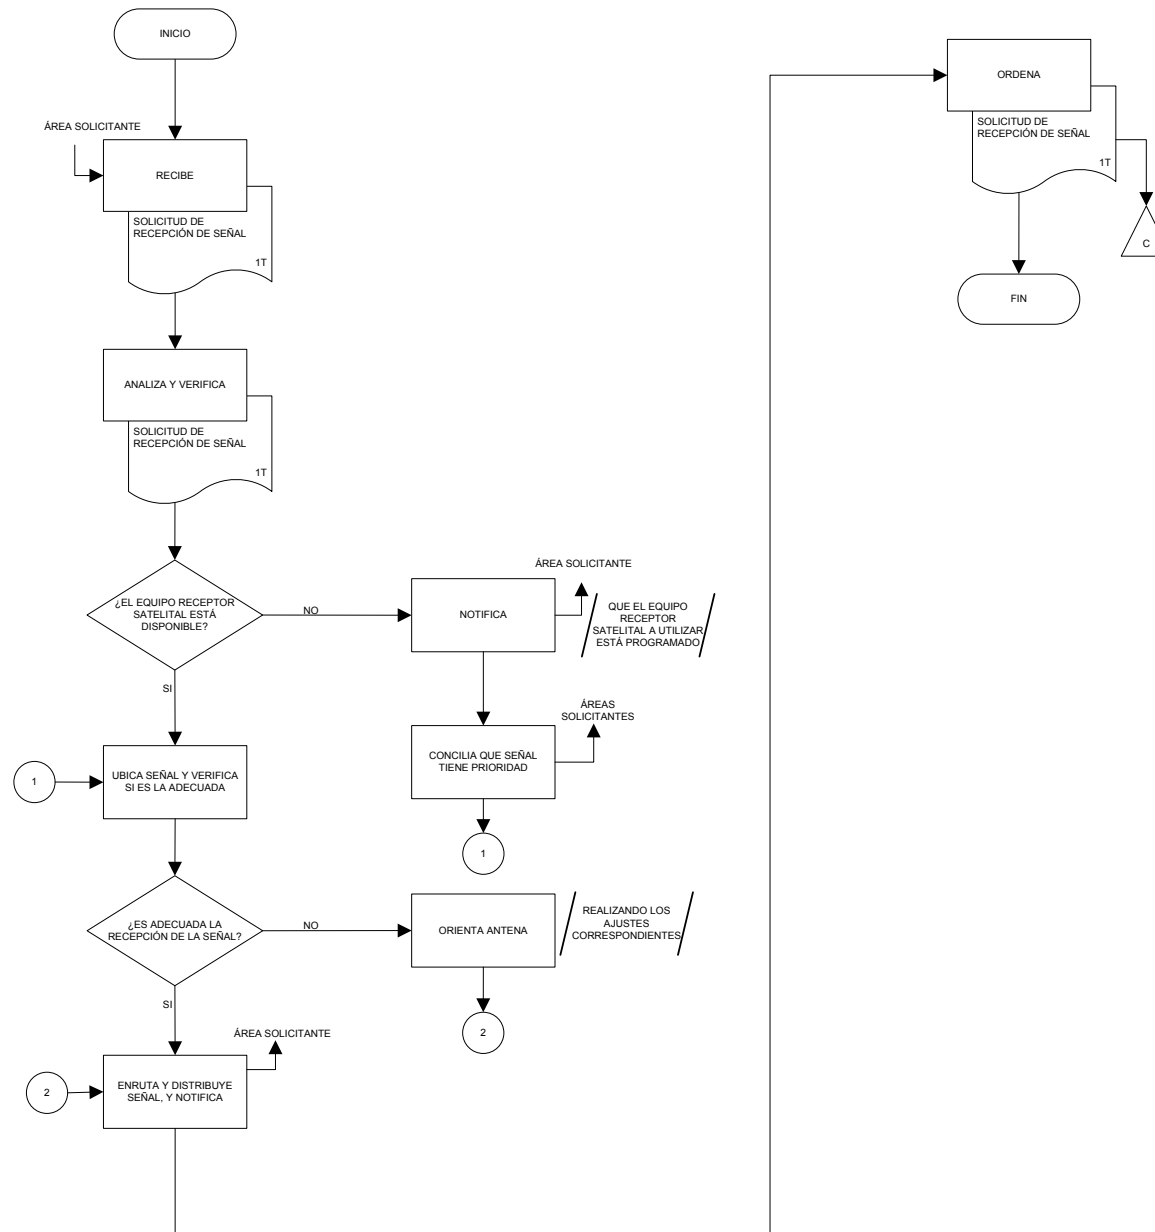 INICIO
ÁREA SOLICITANTE
RECIBE
SOLICITUD DE
RECEPCIÓN DE SEÑAL
1T
ANALIZA Y VERIFICA
SOLICITUD DE
RECEPCIÓN DE SEÑAL
1T
¿EL EQUIPO RECEPTOR
SATELITAL ESTÁ
DISPONIBLE?
NO
SI
NOTIFICA
ÁREA SOLICITANTE
QUE EL EQUIPO
RECEPTOR
SATELITAL A UTILIZAR
ESTÁ PROGRAMADO
CONCILIA QUE SEÑAL
TIENE PRIORIDAD
ÁREAS
SOLICITANTES
1
1
UBICA SEÑAL Y VERIFICA
SI ES LA ADECUADA
¿ES ADECUADA LA
RECEPCIÓN DE LA SEÑAL?
NO
SI
ORIENTA ANTENA
REALIZANDO LOS
AJUSTES
CORRESPONDIENTES
2
2
ENRUTA Y DISTRIBUYE
SEÑAL, Y NOTIFICA
ÁREA SOLICITANTE
ORDENA
SOLICITUD DE
RECEPCIÓN DE SEÑAL
1T
C
FIN